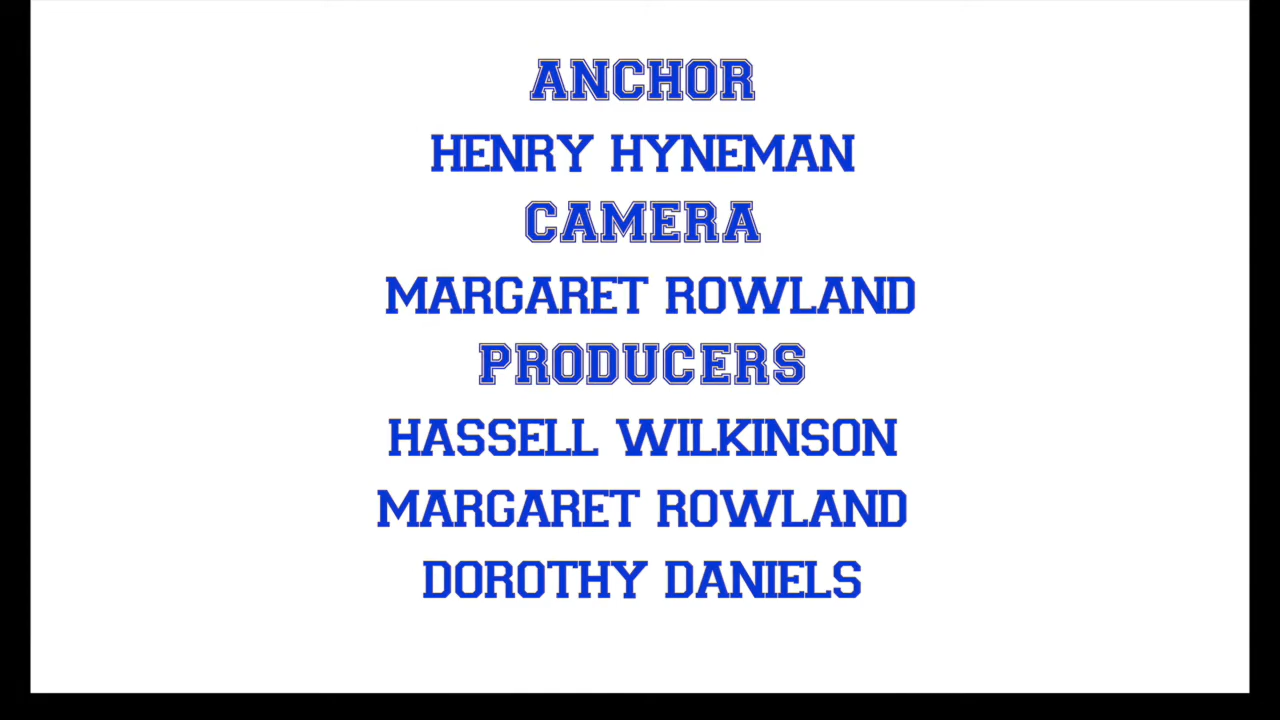 ANCHOR
HENRY HYNEMAN
CAMERA
MARGARET ROWLAND
PRODUCERS
HASSELL WILKINSON
MARGARET ROWLAND
DOROTHY DANIELS